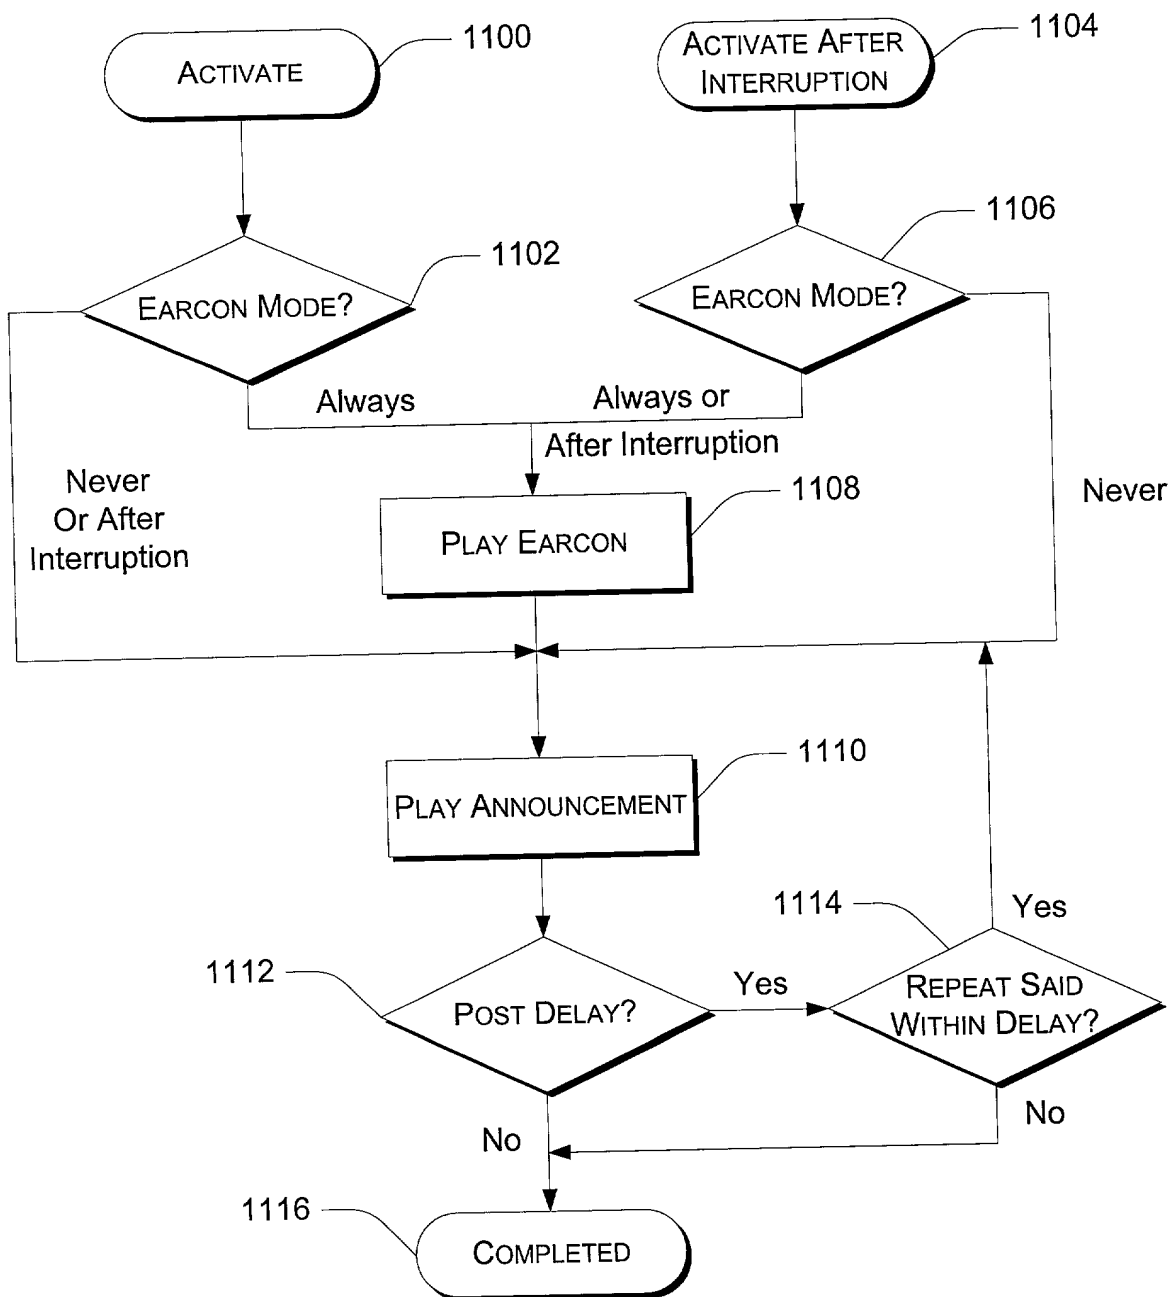 1100
ACTIVATE
1104
ACTIVATE AFTER
INTERRUPTION
1102
EARCON MODE?
1106
EARCON MODE?
Always
Always or
After Interruption
Never
Or After
Interruption
1108
PLAY EARCON
Never
1110
PLAY ANNOUNCEMENT
1112
POST DELAY?
Yes
1114
Yes
REPEAT SAID
WITHIN DELAY?
No
No
1116
COMPLETED